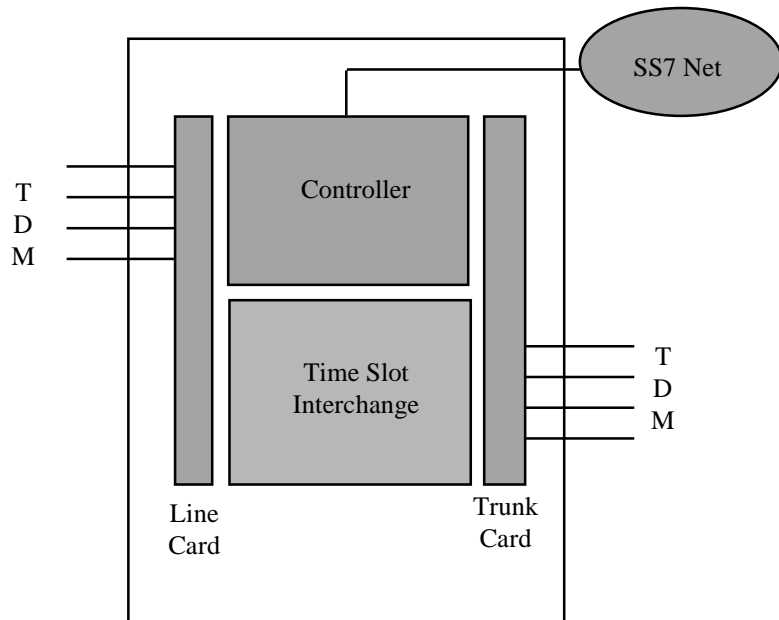 SS7 Net
Controller
T
D
M
Time Slot
Interchange
T
D
M
Line
Card
Trunk
Card